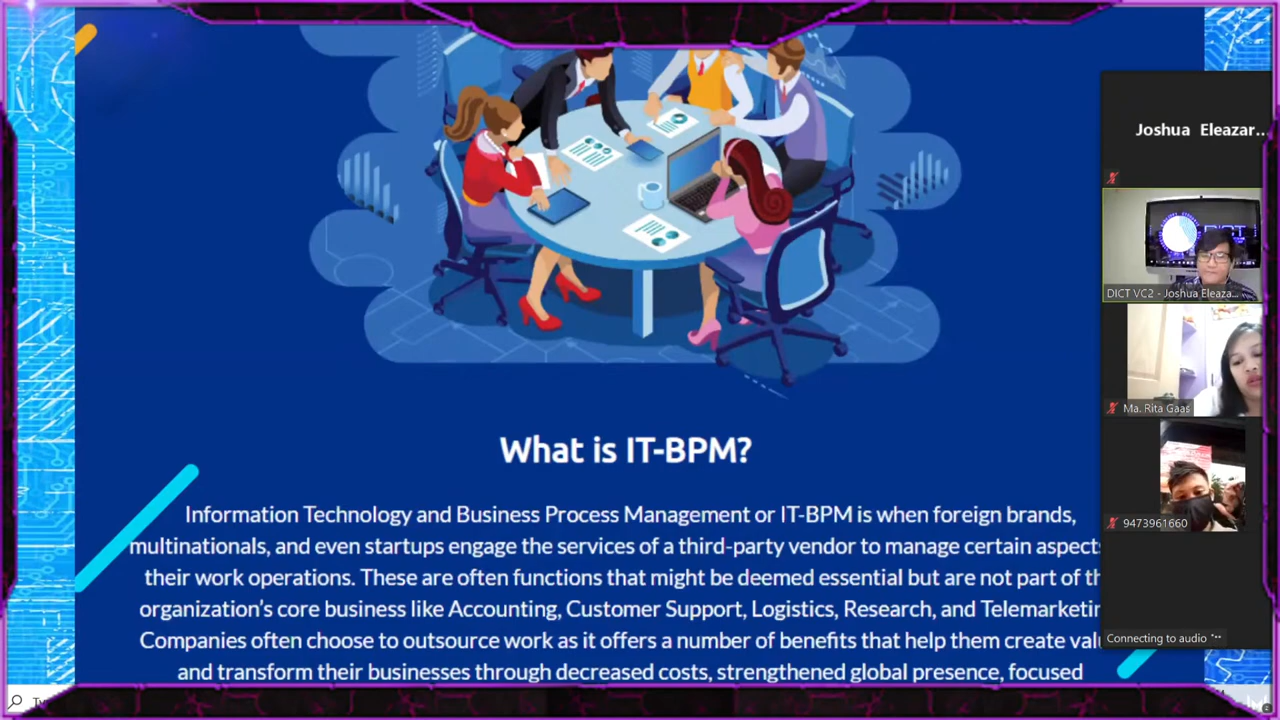 Joshua Eleazar...
DICT
DICT VC2 - Joshua Eleaza...
Ma. Rita Gaas
9473961660
Connecting to audio
What is IT-BPM?
Information Technology and Business Process Management or IT-BPM is when foreign brands,
multinationals, and even startups engage the services of a third-party vendor to manage certain aspects
their work operations. These are often functions that might be deemed essential but are not part of th
organization's core business like Accounting, Customer Support, Logistics, Research, and Telemarketin
Companies often choose to outsource work as it offers a number of benefits that help them create valu
and transform their businesses through decreased costs, strengthened global presence, focused